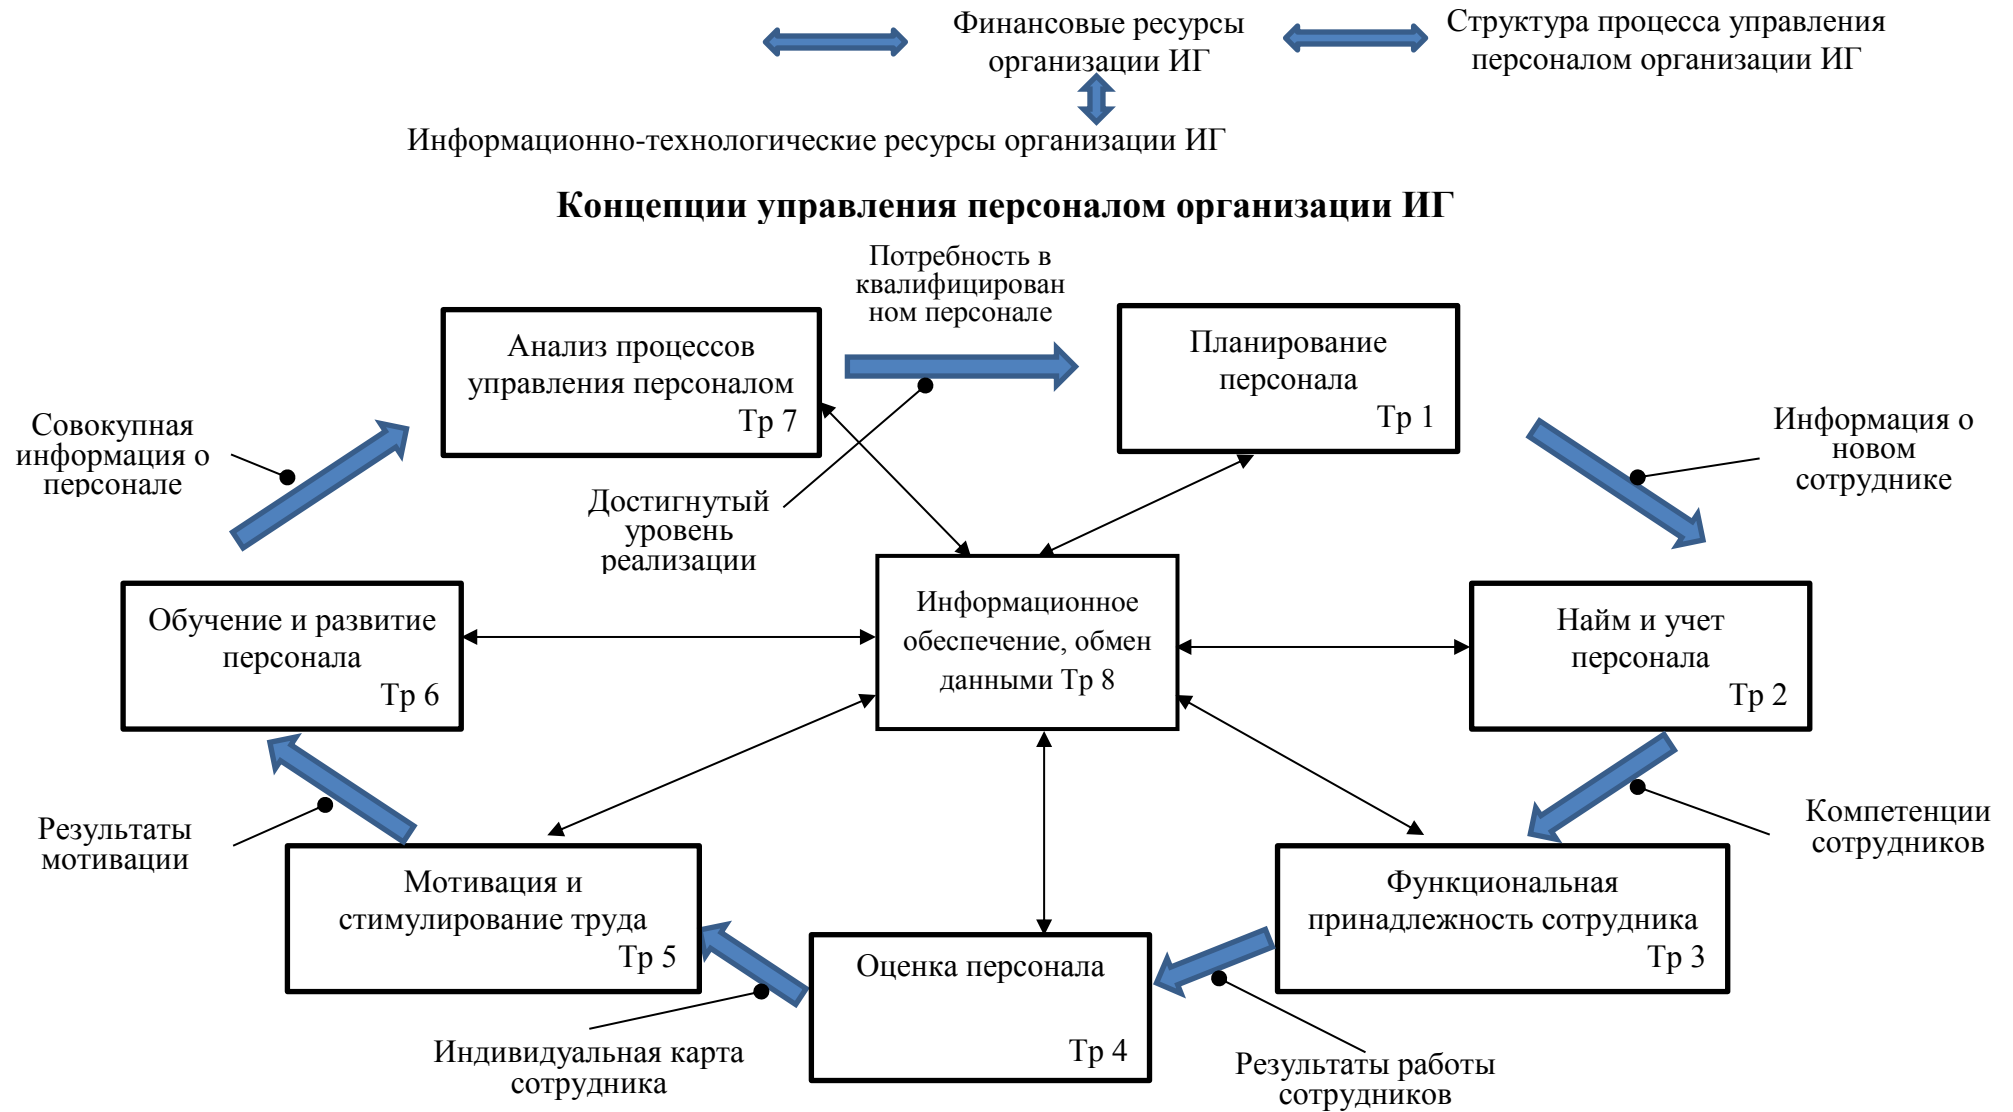 Финансовые ресурсы
организации ИГ
Структура процесса управления
персоналом организации ИГ
Информационно-технологические ресурсы организации ИГ
Концепции управления персоналом организации ИГ
Потребность в
квалифицирован
ном персонале
Анализ процессов
управления персоналом
Тр 7
Планирование
персонала
Тр 1
Совокупная
информация о
персонале
Информация о
новом
сотруднике
Достигнутый
уровень
реализации
Обучение и развитие
персонала
Тр 6
Информационное
обеспечение, обмен
данными Тр 8
Найм и учет
персонала
Тр 2
Результаты
мотивации
Компетенции
сотрудников
Мотивация и
стимулирование труда
Тр 5
Функциональная
принадлежность сотрудника
Тр 3
Оценка персонала
Тр 4
Индивидуальная карта
сотрудника
Результаты работы
сотрудников